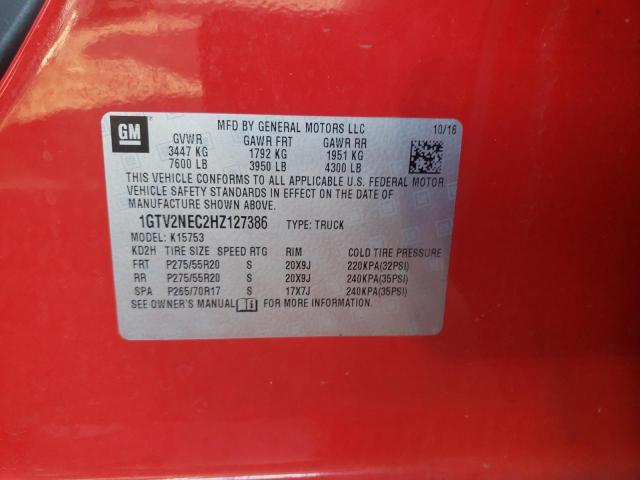 GM
MFD BY GENERAL MOTORS LLC 10/16
GVWR GAWR FRT GAWR RR
3447 KG 1792 KG 1951 KG
7600 LB 3950 LB 4300 LB
THIS VEHICLE CONFORMS TO ALL APPLICABLE U.S. FEDERAL MOTOR
VEHICLE SAFETY STANDARDS IN EFFECT ON THE DATE OF
MANUFACTURE SHOWN ABOVE.
1GTV2NEC2HZ127386 TYPE: TRUCK
MODEL: K15753
KD2H TIRE SIZE SPEED RTG RIM COLD TIRE PRESSURE
FRT P275/55R20 S 20X9J 220KPA(32PSI)
RR P275/55R20 S 20X9J 240KPA(35PSI)
SPA P265/70R17 S 17X7J 240KPA(35PSI)
SEE OWNER'S MANUAL FOR MORE INFORMATION.